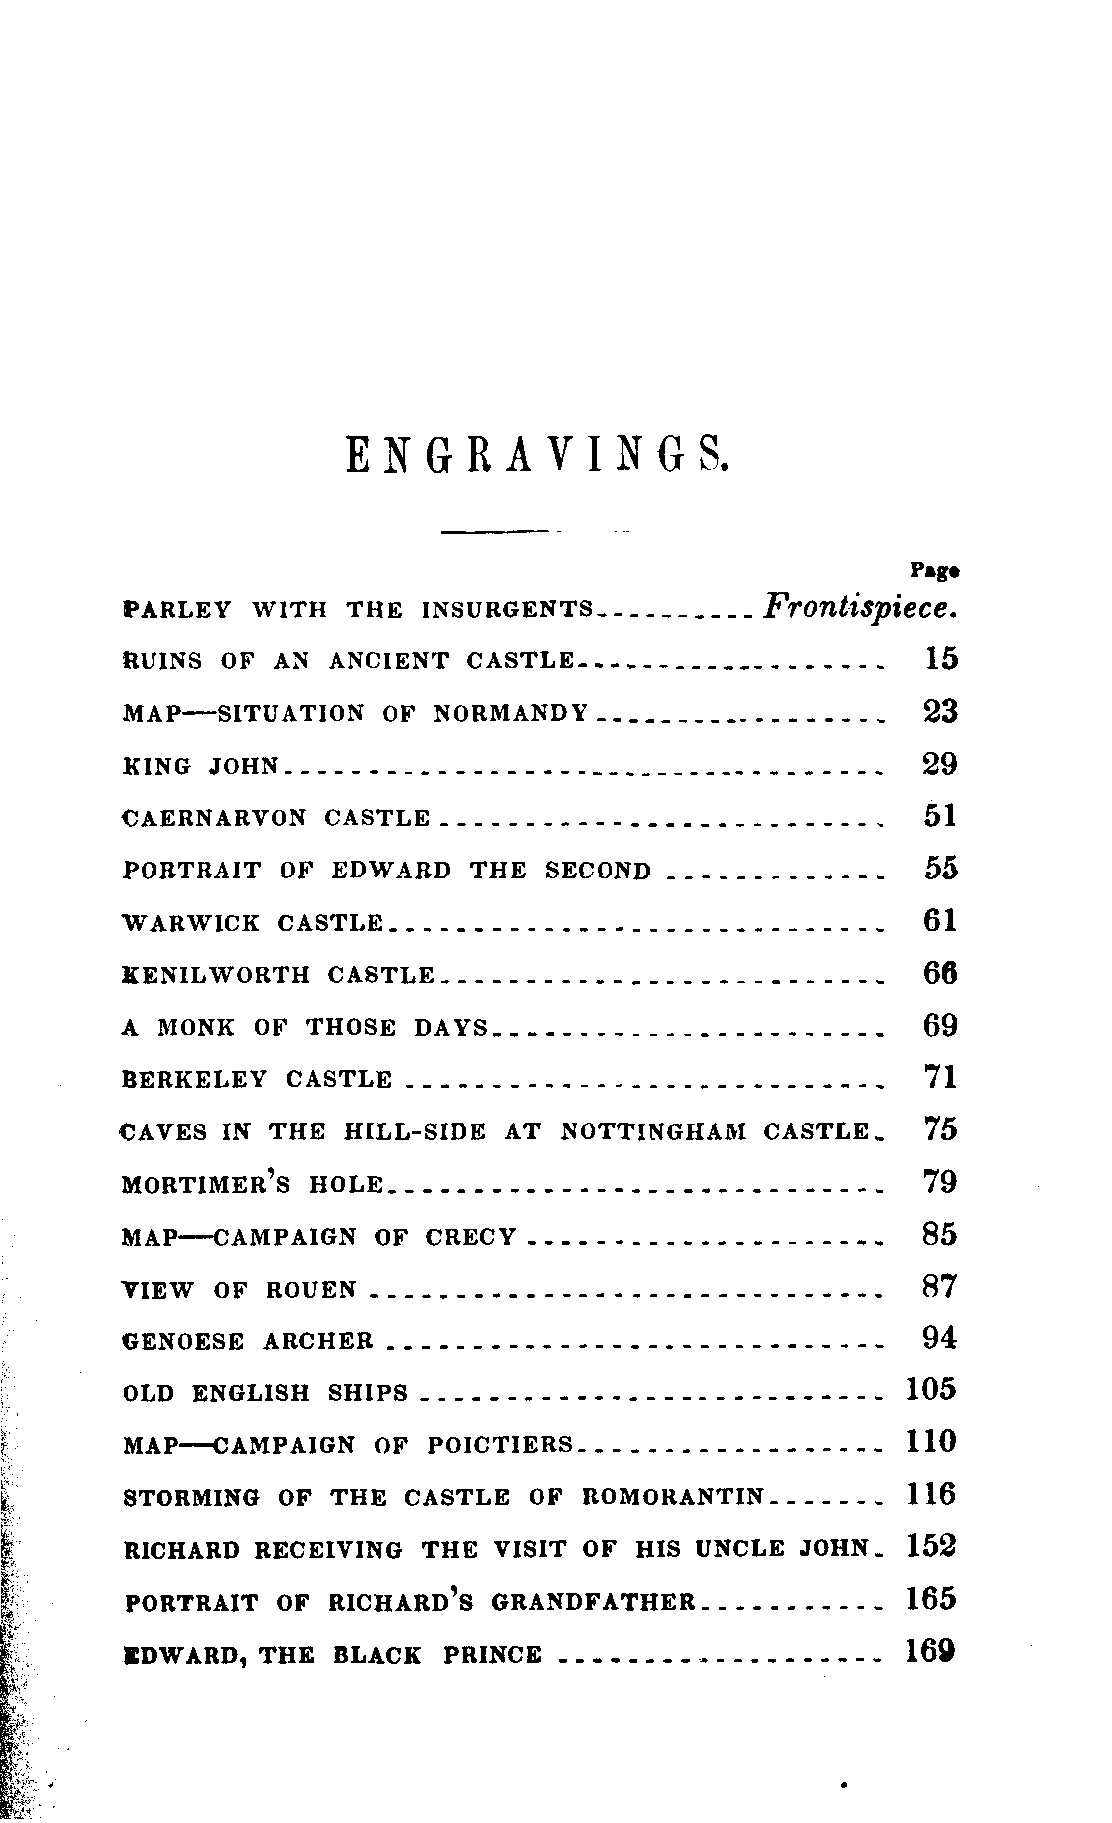 ENGRAVINGS.
Page
PARLEY WITH THE INSURGENTS.......... Frontispiece.
RUINS OF AN ANCIENT CASTLE.................. 15
MAP—SITUATION OF NORMANDY................. 23
KING JOHN................................... 29
CAERNARVON CASTLE.......................... 51
PORTRAIT OF EDWARD THE SECOND............. 55
WARWICK CASTLE............................. 61
KENILWORTH CASTLE.......................... 66
A MONK OF THOSE DAYS....................... 69
BERKELEY CASTLE............................ 71
CAVES IN THE HILL-SIDE AT NOTTINGHAM CASTLE. 75
MORTIMER'S HOLE............................. 79
MAP—CAMPAIGN OF CRECY..................... 85
VIEW OF ROUEN.............................. 87
GENOESE ARCHER............................. 94
OLD ENGLISH SHIPS........................... 105
MAP—CAMPAIGN OF POICTIERS.................. 110
STORMING OF THE CASTLE OF ROMORANTIN....... 116
RICHARD RECEIVING THE VISIT OF HIS UNCLE JOHN. 152
PORTRAIT OF RICHARD'S GRANDFATHER........... 165
EDWARD, THE BLACK PRINCE................... 169